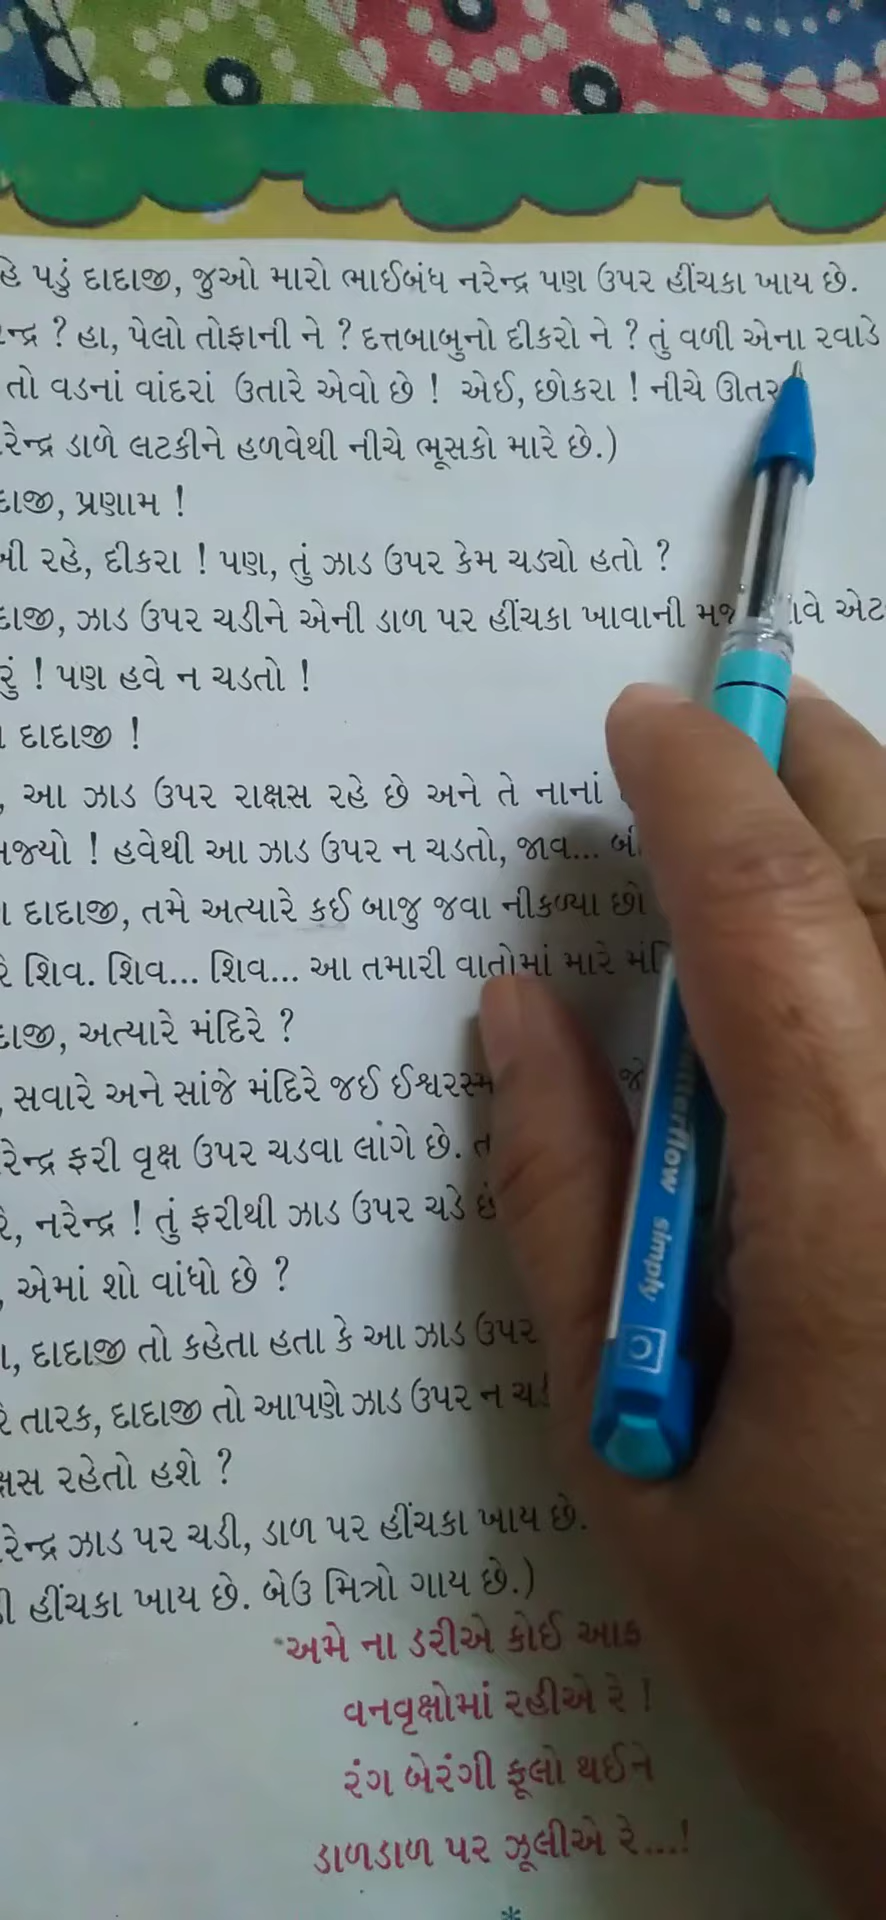 પડું દાદાજી, જુઓ મારો ભાઈબંધ નરેન્દ્ર પણ ઉપર હીંચકા ખાય છે.
? હા, પેલો તોફાની ને ? દત્તબાબુનો દીકરો ને ? તું વળી એના રવાડે
તો વડનાં વાંદરાં ઉતારે એવો છે ! એઈ, છોકરા ! નીચે ઊતર
ડાળે લટકીને હળવેથી નીચે ભૂસકો મારે છે.)
પ્રણામ !
રહે, દીકરા ! પણ, તું ઝાડ ઉપર કેમ ચડ્યો હતો ?
ઝાડ ઉપર ચડીને એની ડાળ પર હીંચકા ખાવાની
! પણ હવે ન ચડતો !
દાદાજી !
, આ ઝાડ ઉપર રાક્ષસ રહે છે અને તે નાનાં
! હવેથી આ ઝાડ ઉપર ન ચડતો, જાવ...
દાદાજી, તમે અત્યારે કઈ બાજુ જવા નીકળ્યા છો
શિવ. શિવ... શિવ... આ તમારી વાતોમાં મારે
અત્યારે મંદિરે ?
, સવારે અને સાંજે મંદિરે જઈ
ફરી વૃક્ષ ઉપર ચડવા લાગે છે.
, નરેન્દ્ર ! તું ફરીથી ઝાડ ઉપર ચડે
, એમાં શો વાંધો છે ?
, દાદાજી તો કહેતા હતા કે આ ઝાડ ઉપર
તારક, દાદાજી તો આપણે ઝાડ ઉપર ન
રહેતો હશે ?
ઝાડ પર ચડી, ડાળ પર હીંચકા ખાય છે.
હીંચકા ખાય છે. બેઉ મિત્રો ગાય છે.)
અમે ના ડરીએ કોઈ
વનવૃક્ષોમાં રહીએ રે !
રંગ બેરંગી ફૂલો થઈને
ડાળડાળ પર ઝૂલીએ રે...!
*
simply